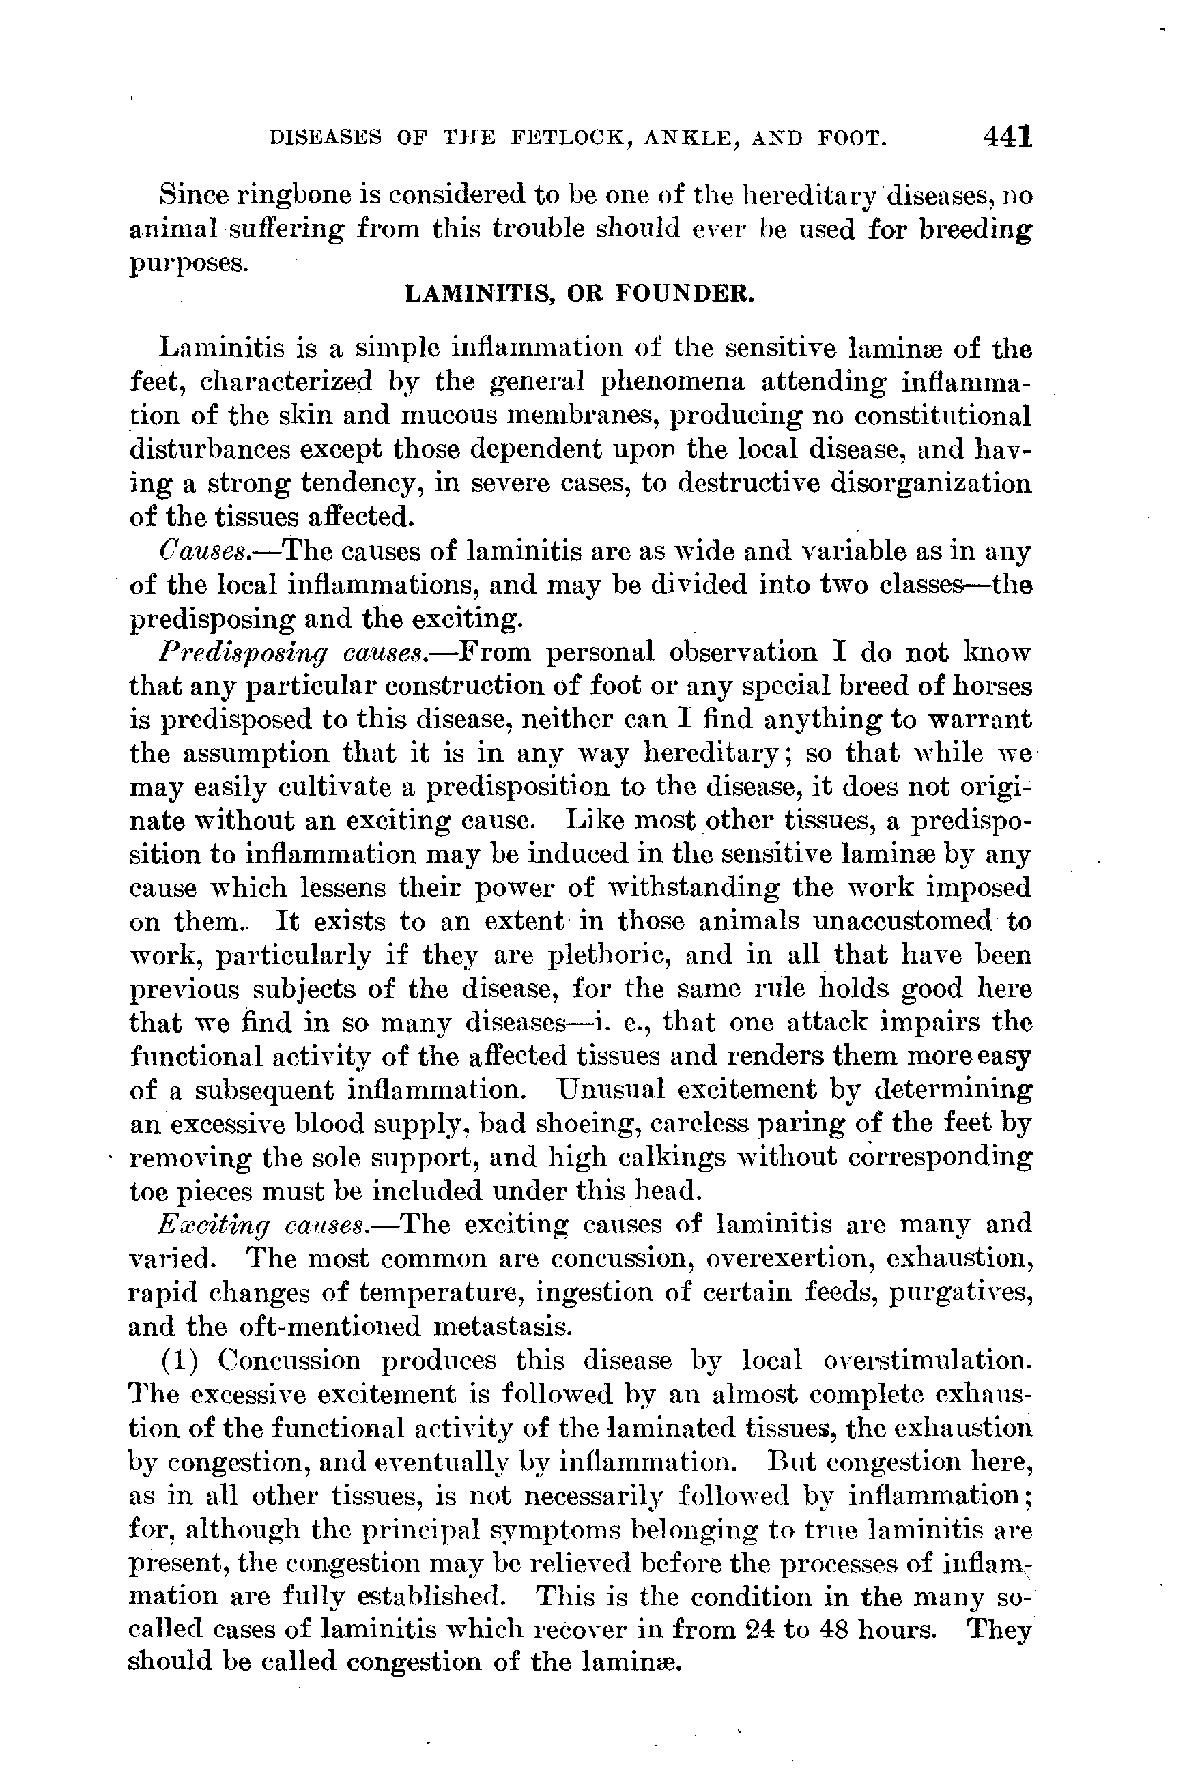 DISEASES OF THE FETLOCK, ANKLE, AND FOOT. 441
Since ringbone is considered to be one of the hereditary diseases, no
animal suffering from this trouble should ever be used for breeding
purposes.
LAMINITIS, OR FOUNDER.
Laminitis is a simple inflammation of the sensitive laminæ of the
feet, characterized by the general phenomena attending inflamma-
tion of the skin and mucous membranes, producing no constitutional
disturbances except those dependent upon the local disease, and hav-
ing a strong tendency, in severe cases, to destructive disorganization
of the tissues affected.
Causes.—The causes of laminitis are as wide and variable as in any
of the local inflammations, and may be divided into two classes—the
predisposing and the exciting.
Predisposing causes.—From personal observation I do not know
that any particular construction of foot or any special breed of horses
is predisposed to this disease, neither can I find anything to warrant
the assumption that it is in any way hereditary; so that while we
may easily cultivate a predisposition to the disease, it does not origi-
nate without an exciting cause. Like most other tissues, a predispo-
sition to inflammation may be induced in the sensitive laminæ by any
cause which lessens their power of withstanding the work imposed
on them. It exists to an extent in those animals unaccustomed to
work, particularly if they are plethoric, and in all that have been
previous subjects of the disease, for the same rule holds good here
that we find in so many diseases—i. e., that one attack impairs the
functional activity of the affected tissues and renders them more easy
of a subsequent inflammation. Unusual excitement by determining
an excessive blood supply, bad shoeing, careless paring of the feet by
removing the sole support, and high calkings without corresponding
toe pieces must be included under this head.
Exciting causes.—The exciting causes of laminitis are many and
varied. The most common are concussion, overexertion, exhaustion,
rapid changes of temperature, ingestion of certain feeds, purgatives,
and the oft-mentioned metastasis.
(1) Concussion produces this disease by local overstimulation.
The excessive excitement is followed by an almost complete exhaus-
tion of the functional activity of the laminated tissues, the exhaustion
by congestion, and eventually by inflammation. But congestion here,
as in all other tissues, is not necessarily followed by inflammation;
for, although the principal symptoms belonging to true laminitis are
present, the congestion may be relieved before the processes of inflam-
mation are fully established. This is the condition in the many so-
called cases of laminitis which recover in from 24 to 48 hours. They
should be called congestion of the laminæ.